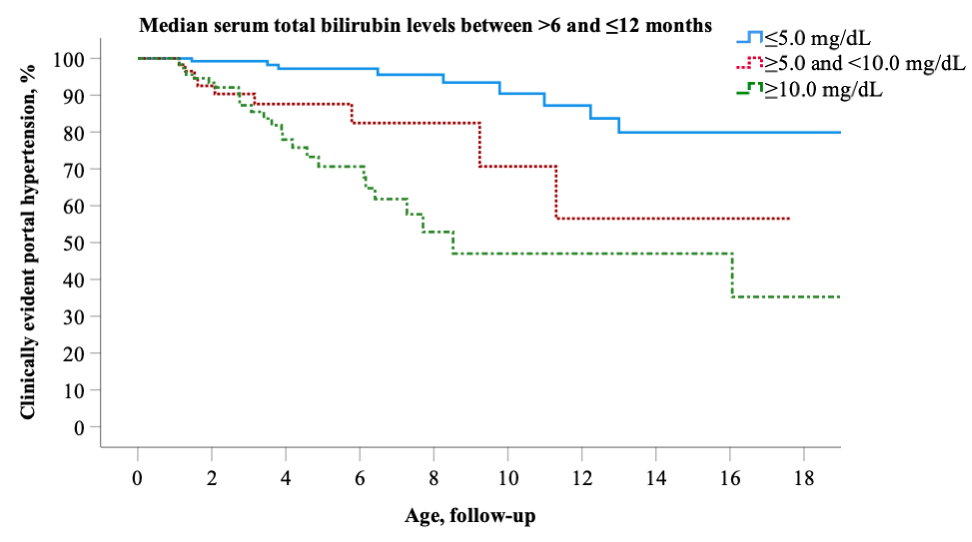 Median serum total bilirubin levels between >6 and ≤12 months
≤5.0 mg/dL
≥5.0 and <10.0 mg/dL
≥10.0 mg/dL
Clinically evident portal hypertension, %
100
90
80
70
60
50
40
30
20
10
0
0 2 4 6 8 10 12 14 16 18
Age, follow-up